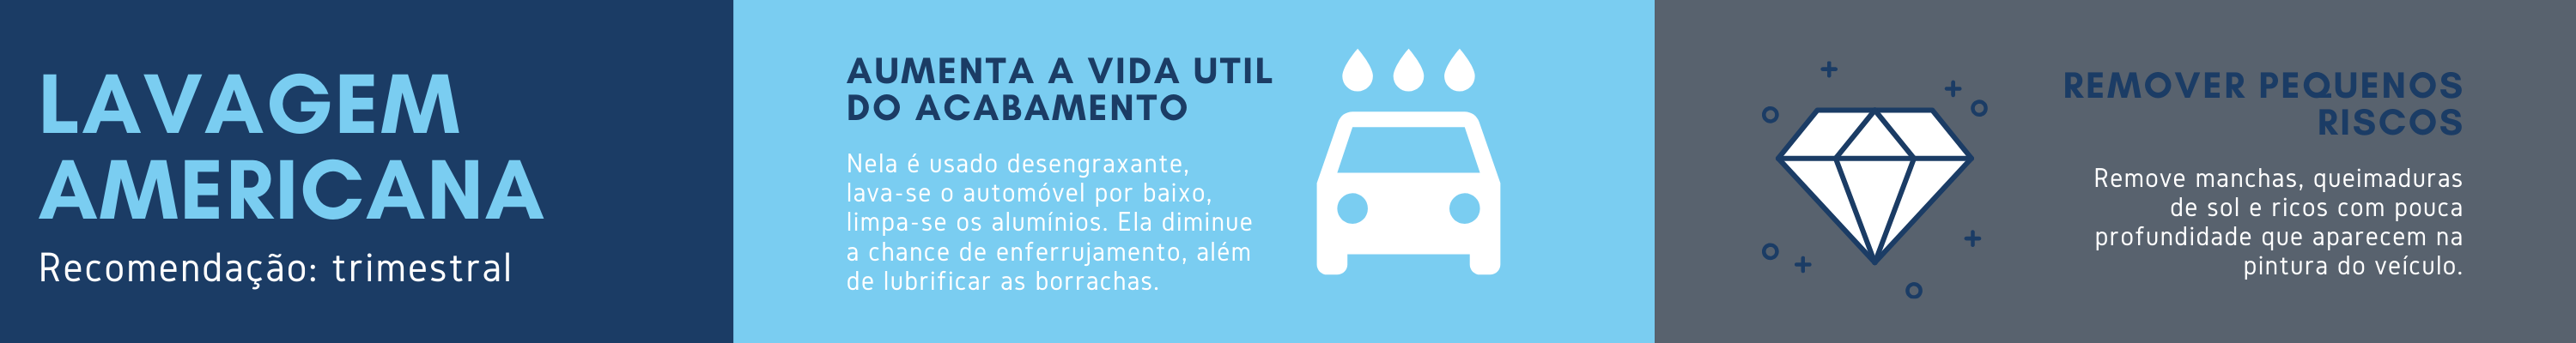 LAVAGEM
AMERICANA
Recomendação: trimestral
AUMENTA A VIDA UTIL
DO ACABAMENTO
Nela é usado desengraxante,
lava-se o automóvel por baixo,
limpa-se os alumínios. Ela diminue
a chance de enferrujamento, além
de lubrificar as borrachas.
REMOVER PEQUENOS
RISCOS
Remove manchas, queimaduras
de sol e ricos com pouca
profundidade que aparecem na
pintura do veículo.